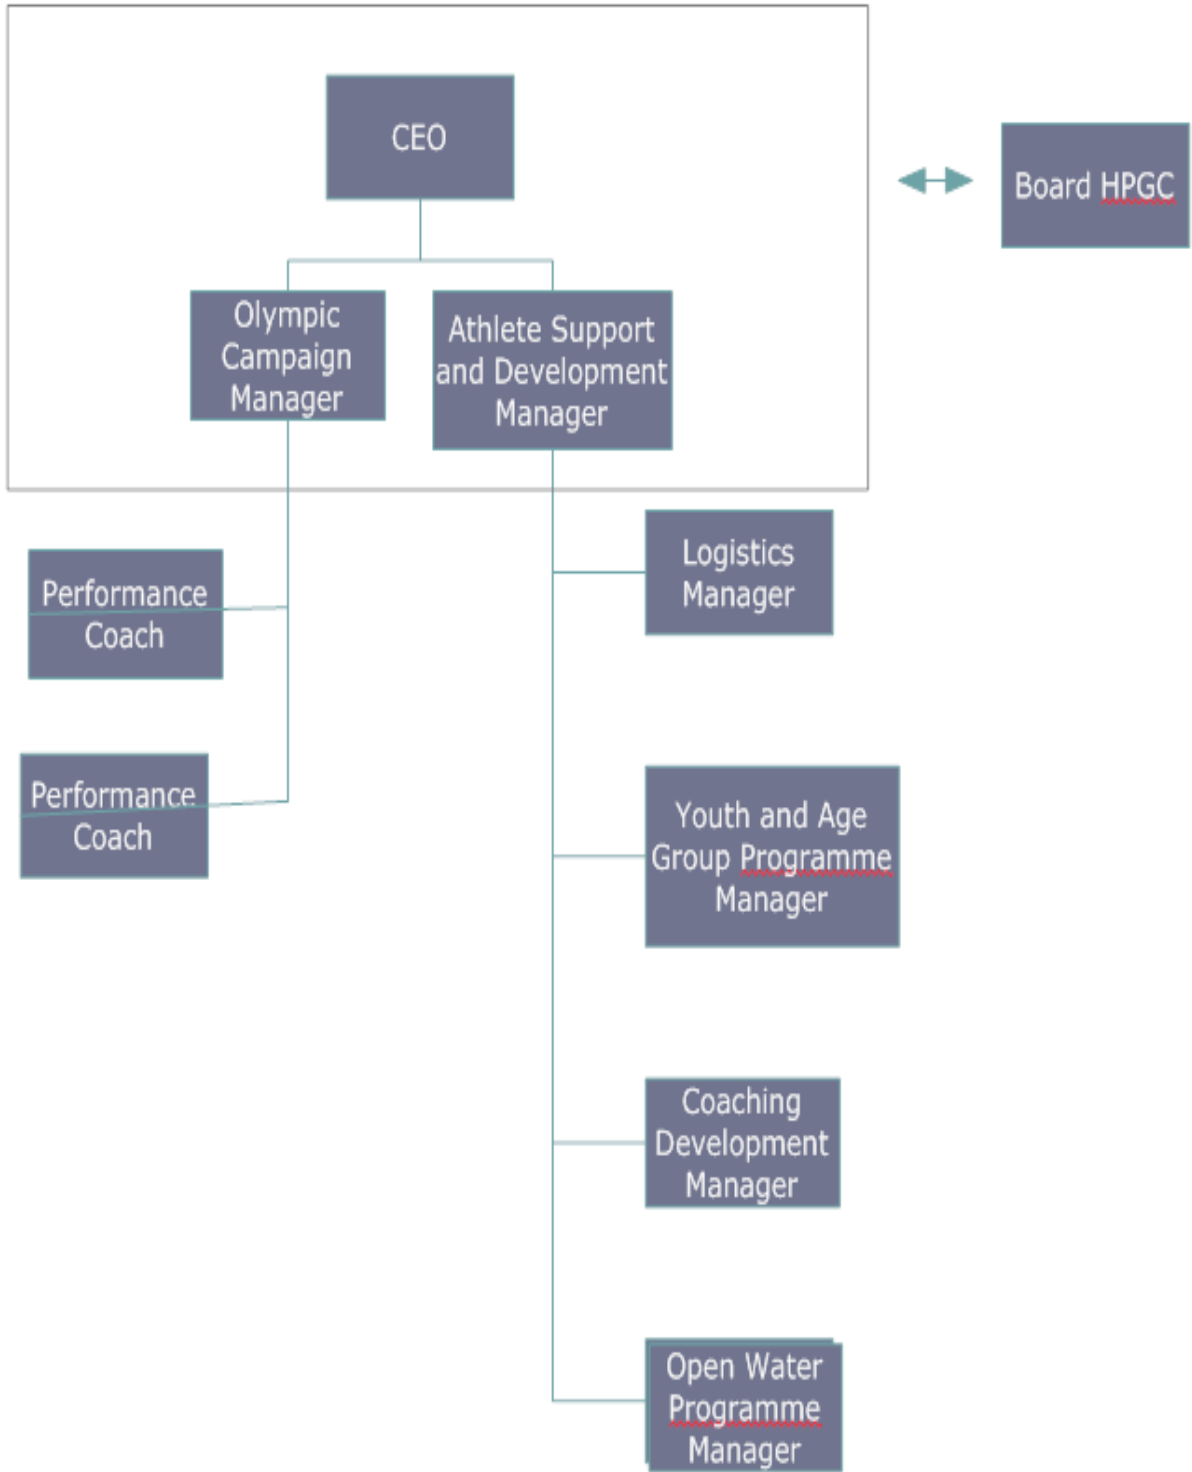 CEO
Board HPGC
Olympic
Campaign
Manager
Athlete Support
and Development
Manager
Performance
Coach
Logistics
Manager
Performance
Coach
Youth and Age
Group Programme
Manager
Coaching
Development
Manager
Open Water
Programme
Manager